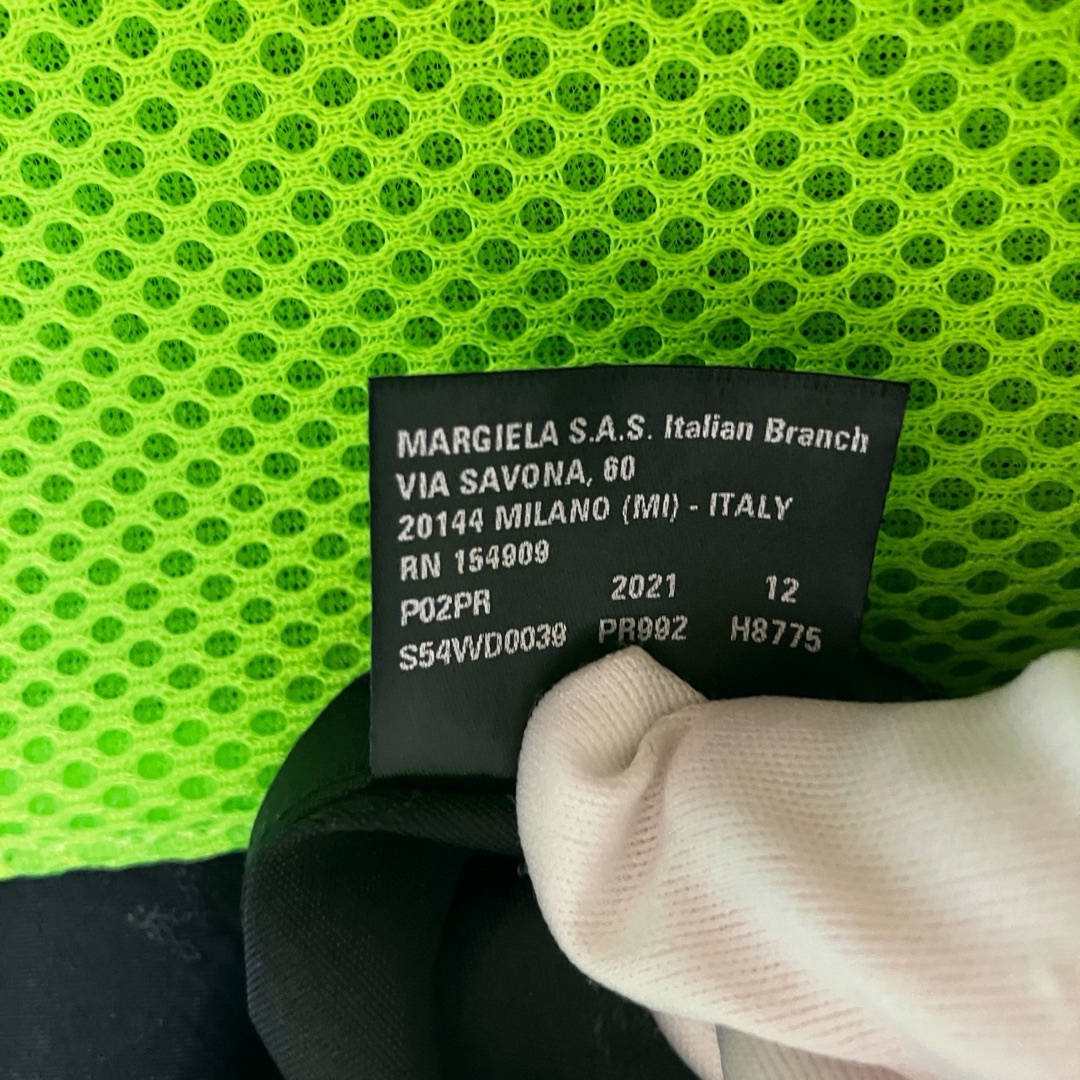 MARGIELA S.A.S. Italian Branch
VIA SAVONA, 60
20144 MILANO (MI) - ITALY
RN 154909
P02PR 2021 12
S54WD0039 PR992 H8775